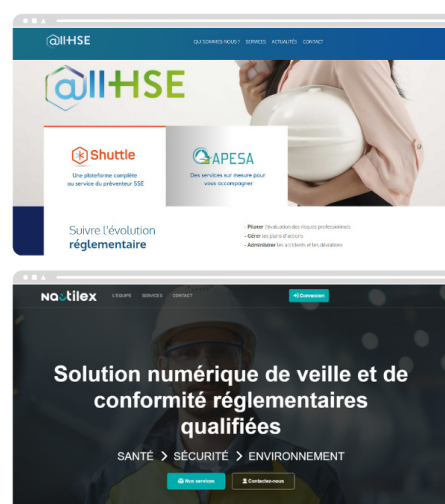 @llHSE
QUI SOMMES-NOUS ? SERVICES ACTUALITÉS CONTACT
@ll-HSE
Shuttle
Une plateforme complète
au service du préventeur SSE
APESA
Des services sur mesure pour
vous accompagner
Suivre l'évolution
réglementaire
- Piloter l'évaluation des risques professionnels
- Gérer les plans d'actions
- Administrer les accidents et les déviations
Nautilex
L'ÉQUIPE SERVICES CONTACT
Connexion
Solution numérique de veille et de
conformité réglementaires
qualifiées
SANTÉ > SÉCURITÉ > ENVIRONNEMENT
Nos services
Contactez-nous